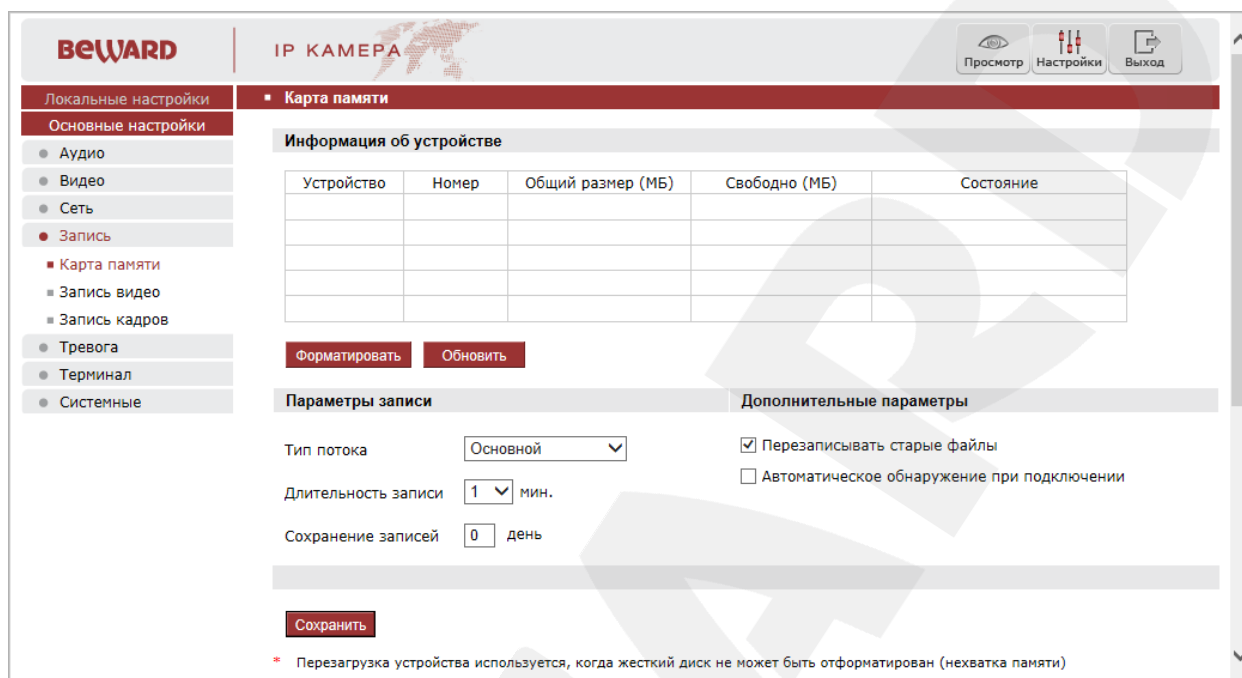 BEWARD
IP КАМЕРА
Просмотр Настройки Выход
Локальные настройки
Карта памяти
Основные настройки
Информация об устройстве
Аудио
Видео
Сеть
Запись
Карта памяти
Запись видео
Запись кадров
Тревога
Терминал
Системные
Устройство Номер Общий размер (МБ) Свободно (МБ) Состояние
Форматировать Обновить
Параметры записи Дополнительные параметры
Тип потока Основной
Перезаписывать старые файлы
Длительность записи 1 мин.
Автоматическое обнаружение при подключении
Сохранение записей 0 день
Сохранить
* Перезагрузка устройства используется, когда жесткий диск не может быть отформатирован (нехватка памяти)